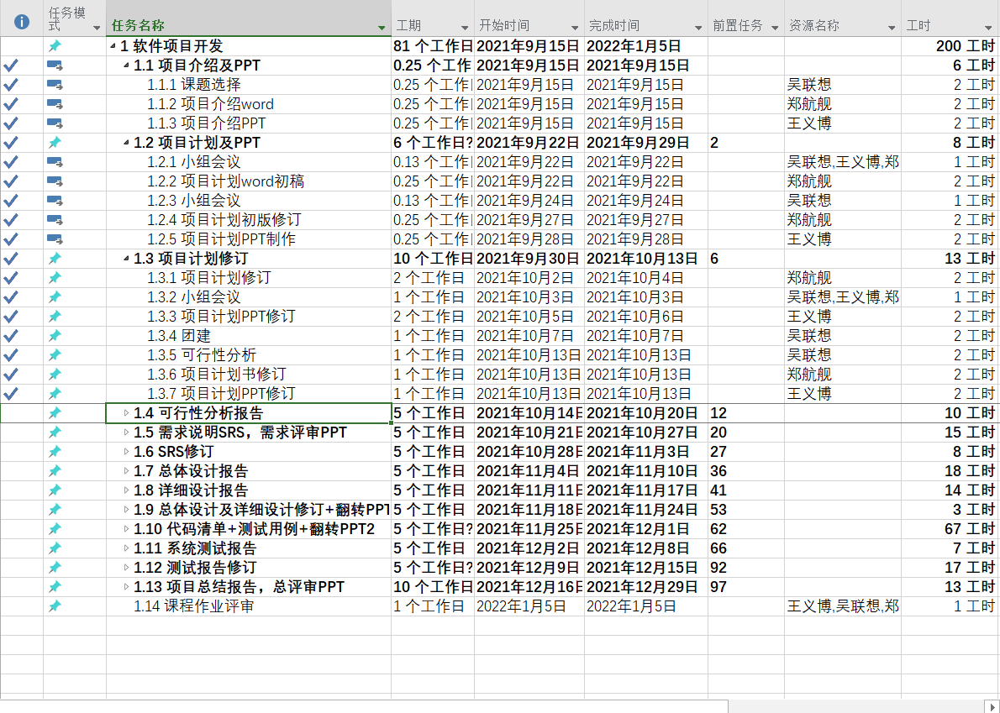 任务模式 任务名称 工期 开始时间 完成时间 前置任务 资源名称 工时
1 软件项目开发 81 个工作日 2021年9月15日 2022年1月5日 200 工时
1.1 项目介绍及PPT 0.25 个工作 2021年9月15日 2021年9月15日 6 工时
1.1.1 课题选择 0.25 个工作 2021年9月15日 2021年9月15日 吴联想 2 工时
1.1.2 项目介绍word 0.25 个工作 2021年9月15日 2021年9月15日 郑航舰 2 工时
1.1.3 项目介绍PPT 0.25 个工作 2021年9月15日 2021年9月15日 王义博 2 工时
1.2 项目计划及PPT 6 个工作日? 2021年9月22日 2021年9月29日 2 8 工时
1.2.1 小组会议 0.13 个工作 2021年9月22日 2021年9月22日 吴联想,王义博,郑 1 工时
1.2.2 项目计划word初稿 0.25 个工作 2021年9月22日 2021年9月22日 郑航舰 2 工时
1.2.3 小组会议 0.13 个工作 2021年9月24日 2021年9月24日 吴联想 1 工时
1.2.4 项目计划初版修订 0.25 个工作 2021年9月27日 2021年9月27日 郑航舰 2 工时
1.2.5 项目计划PPT制作 0.25 个工作 2021年9月28日 2021年9月28日 王义博 2 工时
1.3 项目计划修订 10 个工作日 2021年9月30日 2021年10月13日 6 13 工时
1.3.1 项目计划修订 2 个工作日 2021年10月2日 2021年10月4日 郑航舰 2 工时
1.3.2 小组会议 1 个工作日 2021年10月3日 2021年10月3日 吴联想,王义博,郑 1 工时
1.3.3 项目计划PPT修订 2 个工作日 2021年10月5日 2021年10月6日 王义博 2 工时
1.3.4 团建 1 个工作日 2021年10月7日 2021年10月7日 吴联想 2 工时
1.3.5 可行性分析 1 个工作日 2021年10月13日 2021年10月13日 吴联想 2 工时
1.3.6 项目计划书修订 1 个工作日 2021年10月13日 2021年10月13日 郑航舰 2 工时
1.3.7 项目计划PPT修订 1 个工作日 2021年10月13日 2021年10月13日 王义博 2 工时
1.4 可行性分析报告 5 个工作日 2021年10月14日 2021年10月20日 12 10 工时
1.5 需求说明SRS，需求评审PPT 5 个工作日 2021年10月21日 2021年10月27日 20 15 工时
1.6 SRS修订 5 个工作日 2021年10月28日 2021年11月3日 27 8 工时
1.7 总体设计报告 5 个工作日 2021年11月4日 2021年11月10日 36 18 工时
1.8 详细设计报告 5 个工作日 2021年11月11日 2021年11月17日 41 14 工时
1.9 总体设计及详细设计修订+翻转PPT 5 个工作日 2021年11月18日 2021年11月24日 53 3 工时
1.10 代码清单+测试用例+翻转PPT2 5 个工作日? 2021年11月25日 2021年12月1日 62 67 工时
1.11 系统测试报告 5 个工作日 2021年12月2日 2021年12月8日 66 7 工时
1.12 测试报告修订 5 个工作日? 2021年12月9日 2021年12月15日 92 17 工时
1.13 项目总结报告，总评审PPT 10 个工作日 2021年12月16日 2021年12月29日 97 13 工时
1.14 课程作业评审 1 个工作日 2022年1月5日 2022年1月5日 王义博,吴联想,郑 1 工时